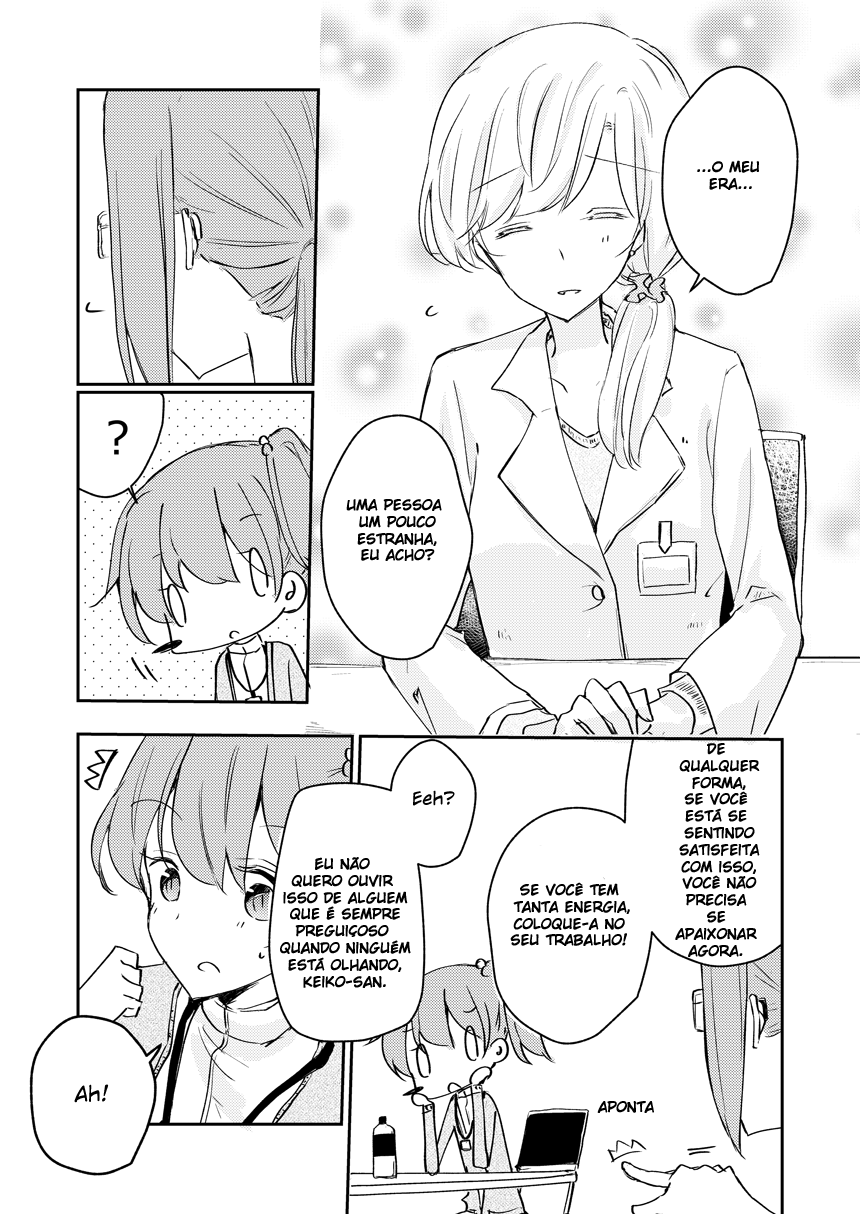 ...O MEU
ERA...
UMA PESSOA
UM POUCO
ESTRANHA,
EU ACHO?
?
DE
QUALQUER
FORMA,
SE VOCÊ
ESTÁ SE
SENTINDO
SATISFEITA
COM ISSO,
VOCÊ NÃO
PRECISA
SE
APAIXONAR
AGORA.
SE VOCÊ TEM
TANTA ENERGIA,
COLOQUE-A NO
SEU TRABALHO!
APONTA
Eeh?
EU NÃO
QUERO OUVIR
ISSO DE ALGUEM
QUE É SEMPRE
PREGUIÇOSO
QUANDO NINGUÉM
ESTÁ OLHANDO,
KEIKO-SAN.
Ah!